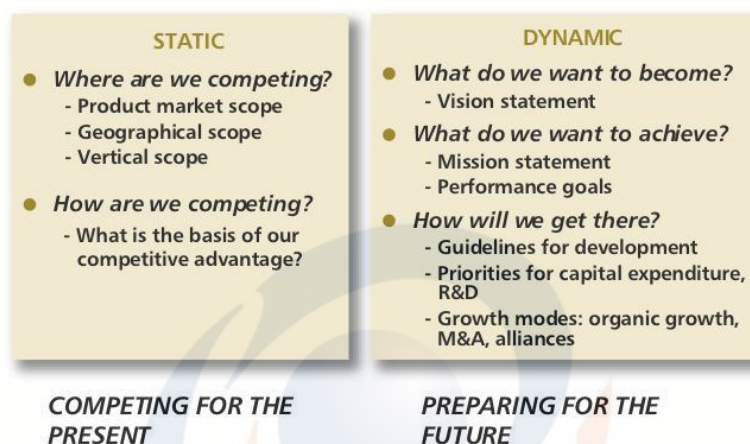 STATIC
● Where are we competing?
- Product market scope
- Geographical scope
- Vertical scope
● How are we competing?
- What is the basis of our
competitive advantage?
COMPETING FOR THE
PRESENT
DYNAMIC
● What do we want to become?
- Vision statement
● What do we want to achieve?
- Mission statement
- Performance goals
● How will we get there?
- Guidelines for development
- Priorities for capital expenditure,
R&D
- Growth modes: organic growth,
M&A, alliances
PREPARING FOR THE
FUTURE